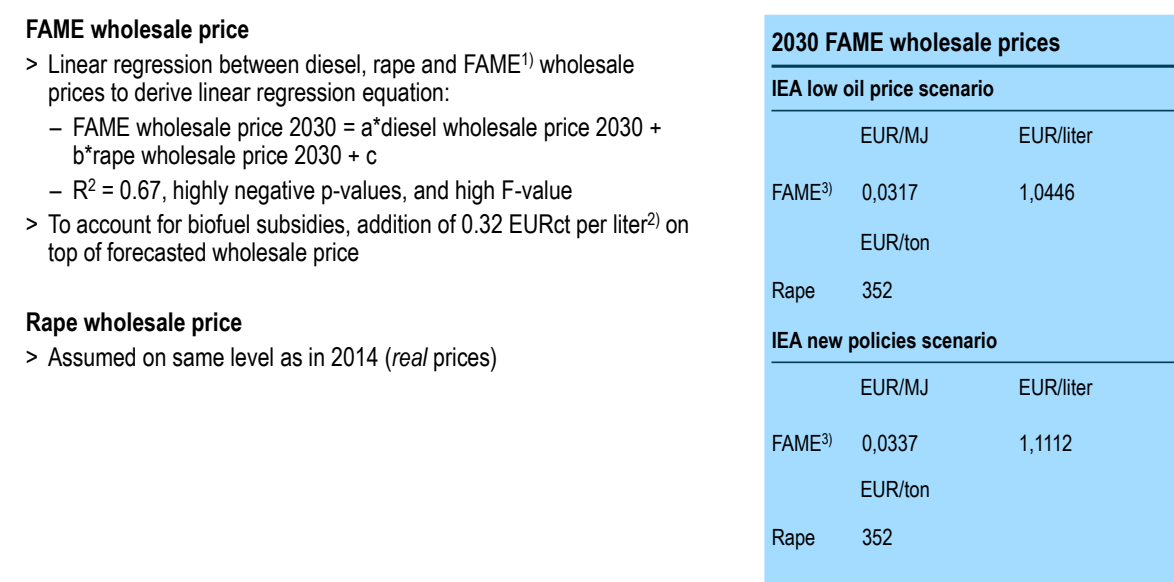 FAME wholesale price
> Linear regression between diesel, rape and FAME1) wholesale
prices to derive linear regression equation:
– FAME wholesale price 2030 = a*diesel wholesale price 2030 +
b*rape wholesale price 2030 + c
– R2 = 0.67, highly negative p-values, and high F-value
> To account for biofuel subsidies, addition of 0.32 EURct per liter2) on
top of forecasted wholesale price
Rape wholesale price
> Assumed on same level as in 2014 (real prices)
2030 FAME wholesale prices
IEA low oil price scenario
EUR/MJ EUR/liter
FAME3) 0,0317 1,0446
EUR/ton
Rape 352
IEA new policies scenario
EUR/MJ EUR/liter
FAME3) 0,0337 1,1112
EUR/ton
Rape 352